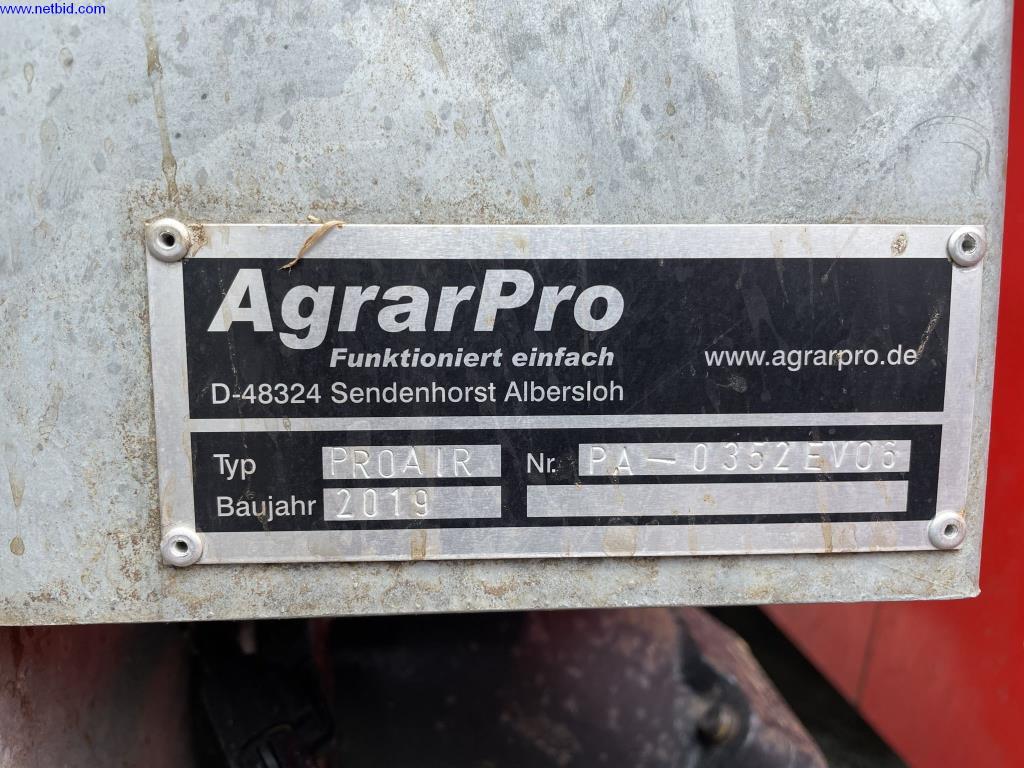 www.netbid.com
AgrarPro
Funktioniert einfach
www.agrarpro.de
D-48324 Sendenhorst Albersloh
Typ PROAIR Nr. PA-0352EV06
Baujahr 2019